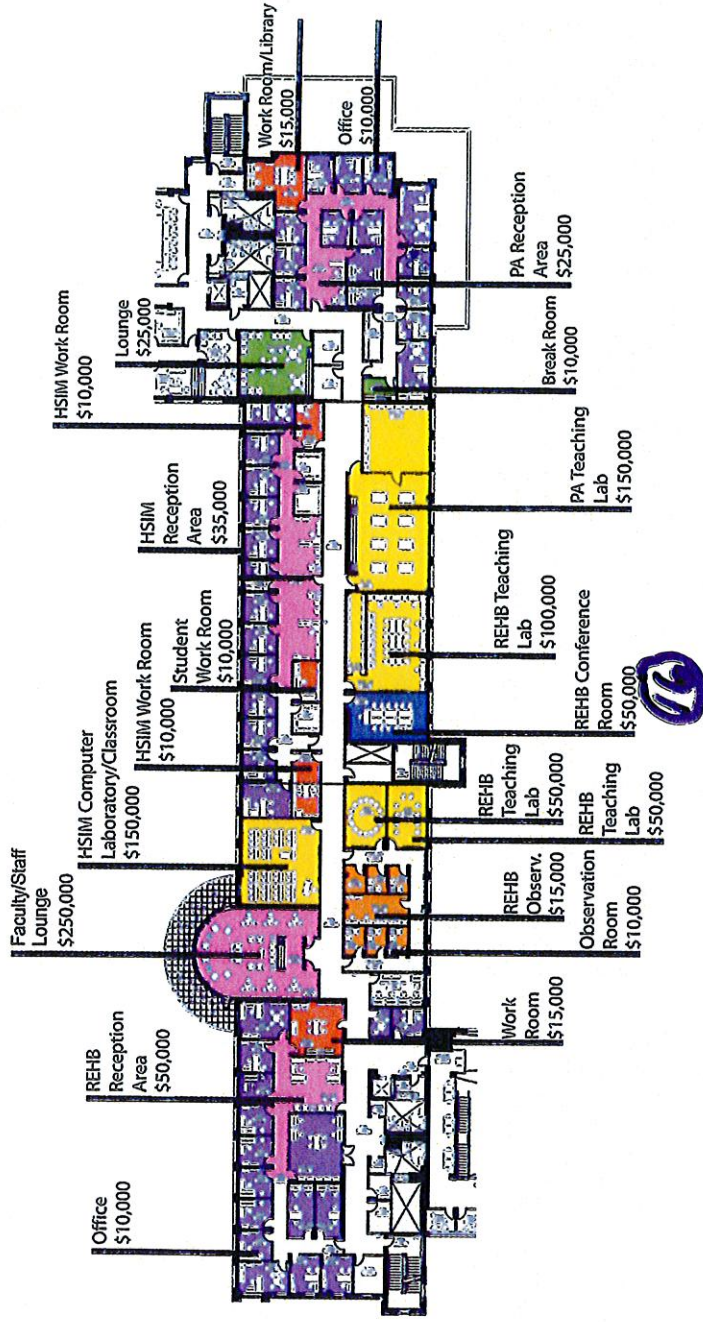 Office
$10,000
REHB
Reception
Area
$50,000
Faculty/Staff
Lounge
$250,000
HSIM Computer
Laboratory/Classroom
$150,000
HSIM Work Room
$10,000
Student
Work Room
$10,000
HSIM
Reception
Area
$35,000
HSIM Work Room
$10,000
Lounge
$25,000
Work Room/Library
$15,000
Office
$10,000
Work
Room
$15,000
Observation
Room
$10,000
REHB
Observ.
$15,000
REHB
Teaching
Lab
$50,000
REHB
Teaching
Lab
$50,000
REHB Conference
Room
$50,000
REHB Teaching
Lab
$100,000
PA Teaching
Lab
$150,000
Break Room
$10,000
PA Reception
Area
$25,000
16